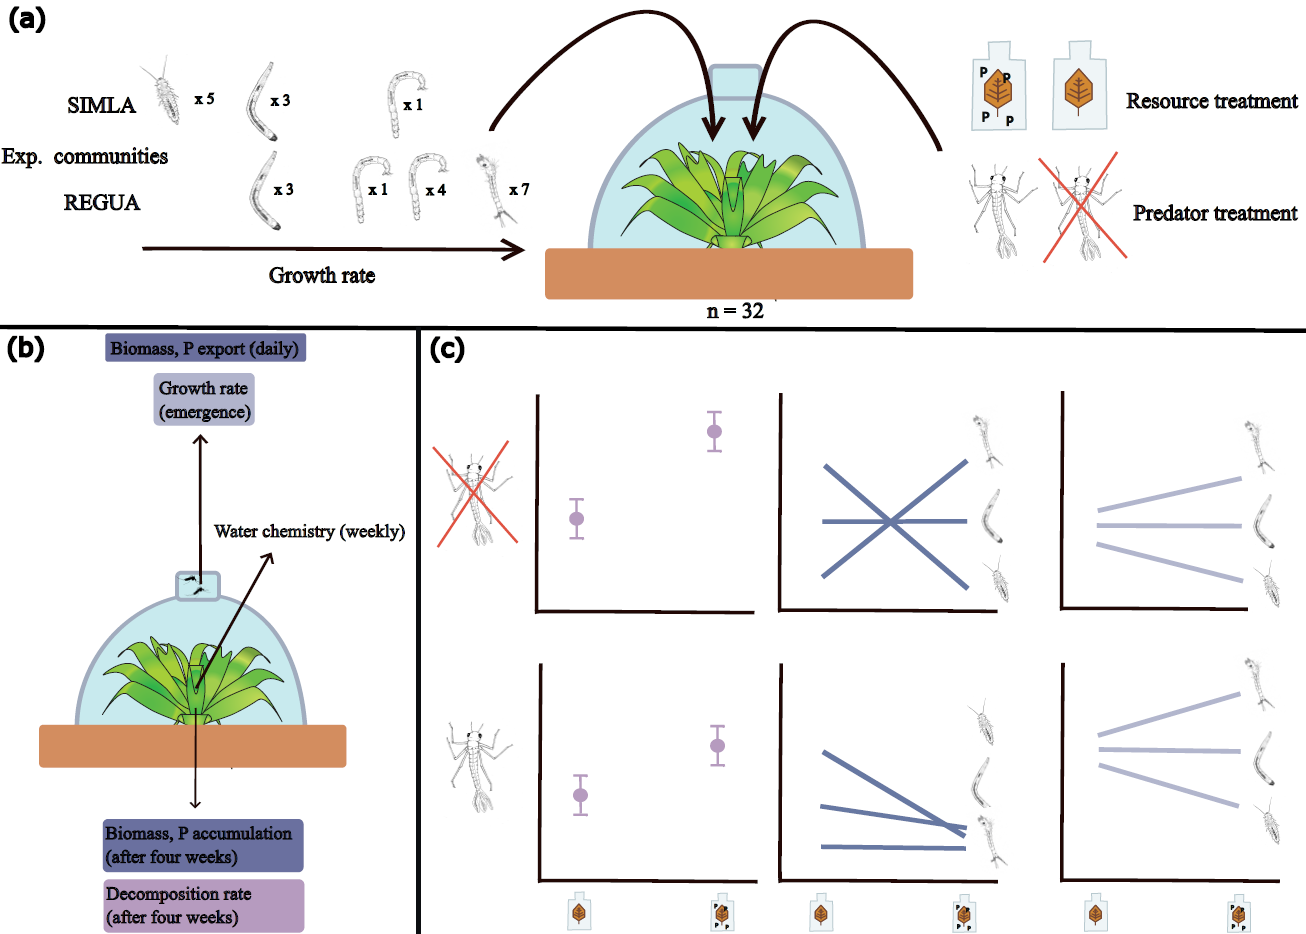 (a)
SIMLA
x 5
x 3
x 1
Exp. communities
REGUA
x 3
x 1
x 4
x 7
Growth rate
n = 32
P
P
P
P
Resource treatment
Predator treatment
(b)
Biomass, P export (daily)
Growth rate
(emergence)
Water chemistry (weekly)
Biomass, P accumulation
(after four weeks)
Decomposition rate
(after four weeks)
(c)
P P
P P
P P
P P
P P
P P